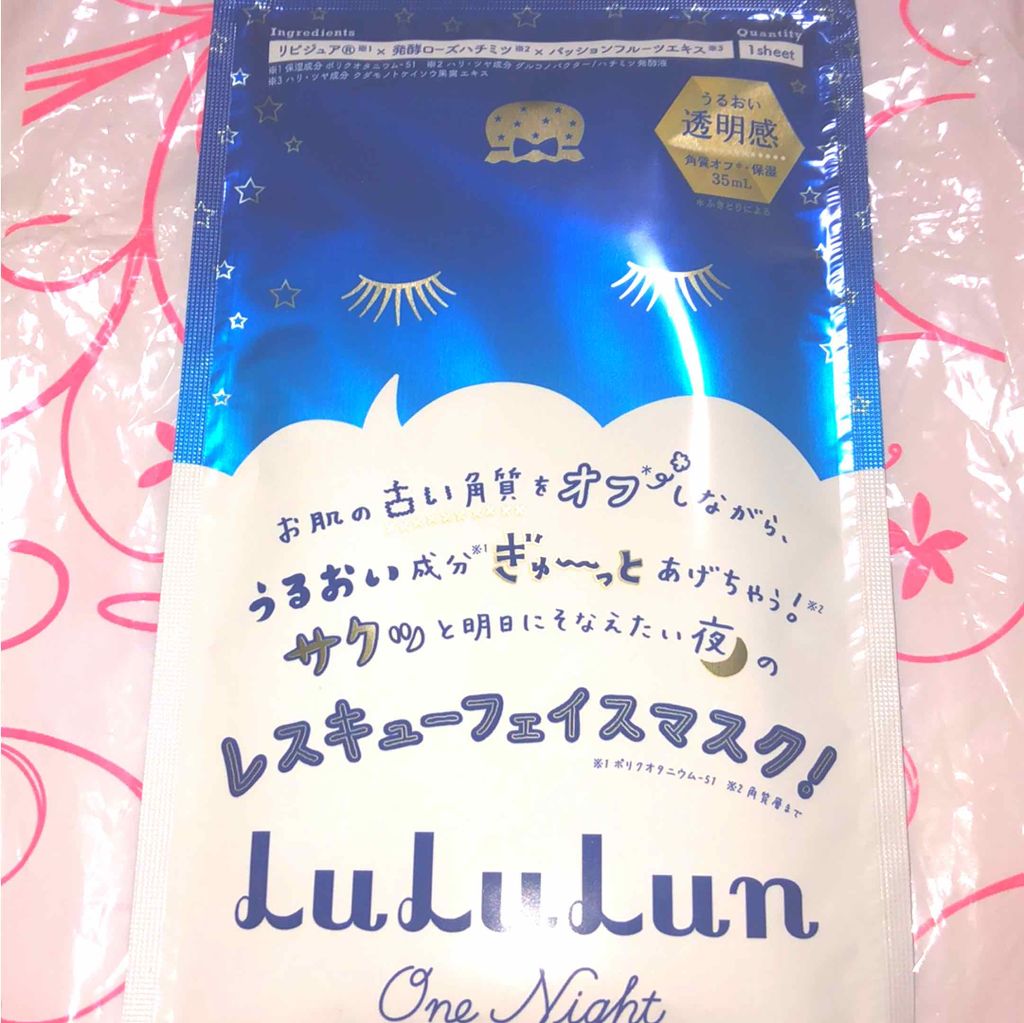 Ingredients
Quantity
リピジュア® ※1 × 発酵ローズハチミツ ※2 × パッションフルーツエキス ※3
1sheet
※1 保湿成分 ポリクオタニウム-51 ※2 ハリ・ツヤ成分 グルコノバクター/ハチミツ発酵液
※3 ハリ・ツヤ成分 クダモノトケイソウ果実エキス
うるおい
透明感
角質オフ※・保湿
35mL
※ふきとりによる
お肌の古い角質をオフ※しながら、
うるおい成分※1ぎゅ〜っとあげちゃう!※2
サクッと明日にそなえたい夜の
レスキューフェイスマスク!
※1 ポリクオタニウム-51 ※2 角質層まで
LuLuLun
One Night